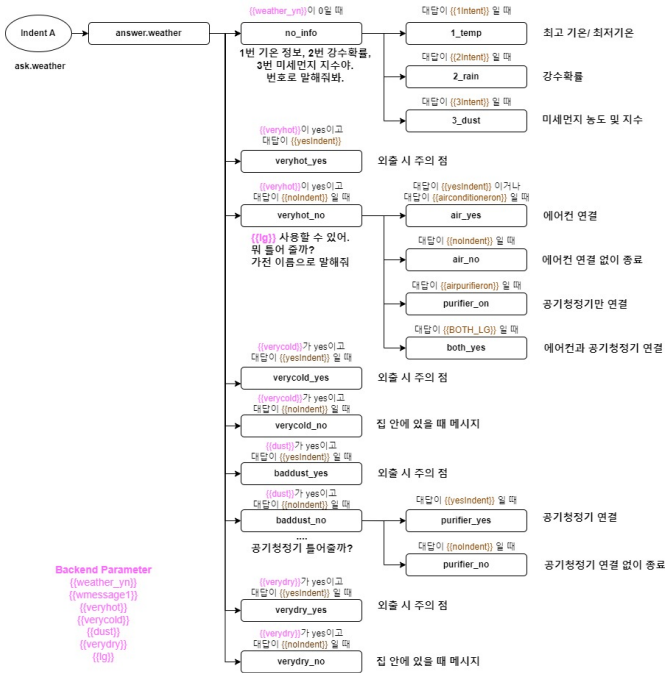 Indent A
ask.weather
answer.weather
{{weather_yn}}이 0일 때
no_info
1번 기온 정보, 2번 강수확률,
3번 미세먼지 지수야.
번호로 말해줘봐.
대답이 {{1Intent}} 일 때
1_temp
최고 기온/ 최저기온
대답이 {{2Intent}} 일 때
2_rain
강수확률
대답이 {{3Intent}} 일 때
3_dust
미세먼지 농도 및 지수
{{veryhot}}이 yes이고
대답이 {{yesIndent}}
veryhot_yes
외출 시 주의 점
{{veryhot}}이 yes이고
대답이 {{noIndent}} 일 때
veryhot_no
{{lg}} 사용할 수 있어.
뭐 틀어 줄까?
가전 이름으로 말해줘
대답이 {{yesIndent}} 이거나
대답이 {{airconditioneron}} 일 때
air_yes
에어컨 연결
대답이 {{noIndent}} 일 때
air_no
에어컨 연결 없이 종료
대답이 {{airpurifieron}} 일 때
purifier_on
공기청정기만 연결
대답이 {{BOTH_LG}} 일 때
both_yes
에어컨과 공기청정기 연결
{{verycold}}가 yes이고
대답이 {{yesIndent}} 일 때
verycold_yes
외출 시 주의 점
{{verycold}}가 yes이고
대답이 {{noIndent}} 일 때
verycold_no
집 안에 있을 때 메시지
{{dust}}가 yes이고
대답이 {{yesIndent}} 일 때
baddust_yes
외출 시 주의 점
{{dust}}가 yes이고
대답이 {{noIndent}} 일 때
baddust_no
....
공기청정기 틀어줄까?
대답이 {{yesIndent}} 일 때
purifier_yes
공기청정기 연결
대답이 {{noIndent}} 일 때
purifier_no
공기청정기 연결 없이 종료
{{verydry}}가 yes이고
대답이 {{yesIndent}} 일 때
verydry_yes
외출 시 주의 점
{{verydry}}가 yes이고
대답이 {{noIndent}} 일 때
verydry_no
집 안에 있을 때 메시지
Backend Parameter
{{weather_yn}}
{{wmessage1}}
{{veryhot}}
{{verycold}}
{{dust}}
{{verydry}}
{{lg}}